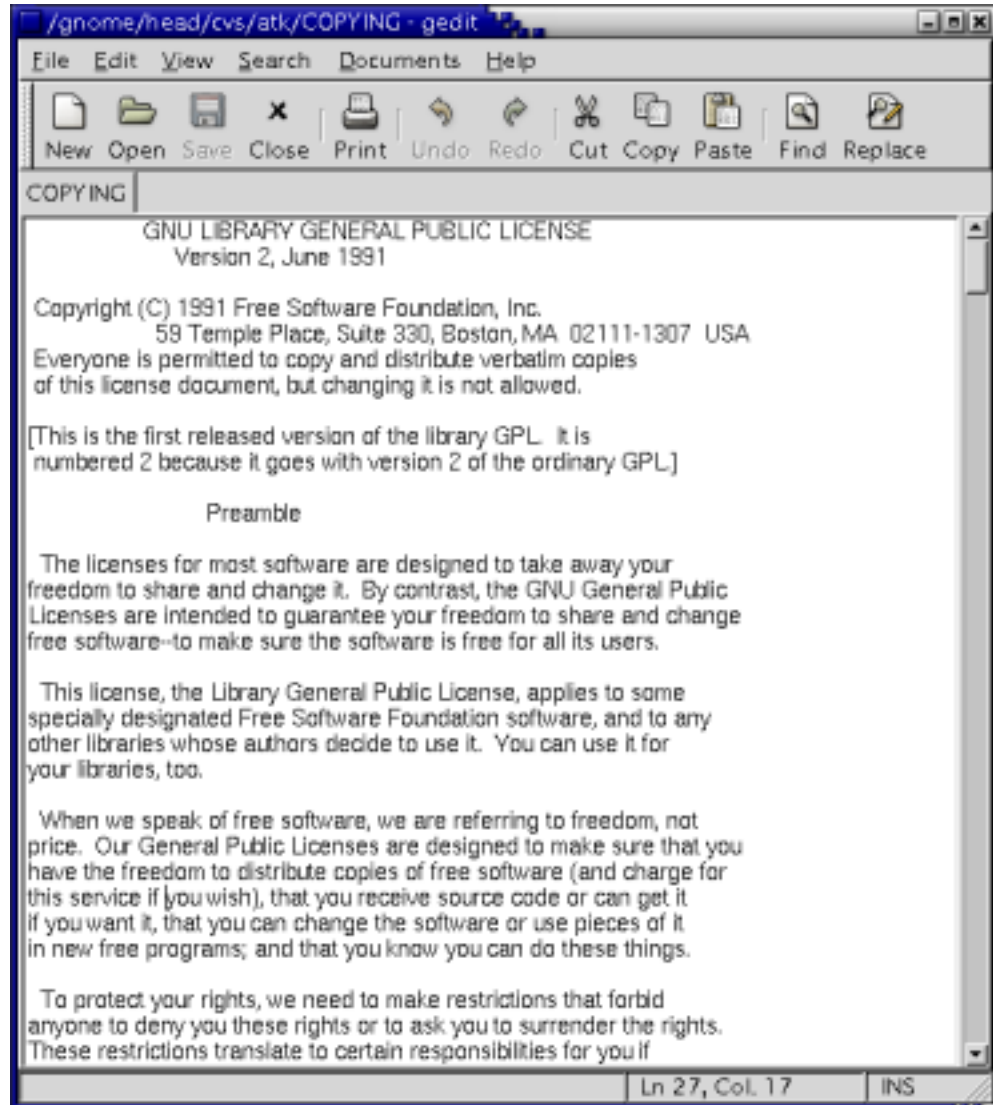 /gnome/head/cvs/atk/COPYING - gedit
File Edit View Search Documents Help
New Open Save Close Print Undo Redo Cut Copy Paste Find Replace
COPYING
GNU LIBRARY GENERAL PUBLIC LICENSE
Version 2, June 1991
Copyright (C) 1991 Free Software Foundation, Inc.
59 Temple Place, Suite 330, Boston, MA 02111-1307 USA
Everyone is permitted to copy and distribute verbatim copies
of this license document, but changing it is not allowed.
[This is the first released version of the library GPL. It is
numbered 2 because it goes with version 2 of the ordinary GPL.]
Preamble
The licenses for most software are designed to take away your
freedom to share and change it. By contrast, the GNU General Public
Licenses are intended to guarantee your freedom to share and change
free software--to make sure the software is free for all its users.
This license, the Library General Public License, applies to some
specially designated Free Software Foundation software, and to any
other libraries whose authors decide to use it. You can use it for
your libraries, too.
When we speak of free software, we are referring to freedom, not
price. Our General Public Licenses are designed to make sure that you
have the freedom to distribute copies of free software (and charge for
this service if you wish), that you receive source code or can get it
if you want it, that you can change the software or use pieces of it
in new free programs; and that you know you can do these things.
To protect your rights, we need to make restrictions that forbid
anyone to deny you these rights or to ask you to surrender the rights.
These restrictions translate to certain responsibilities for you if
Ln 27, Col. 17 INS